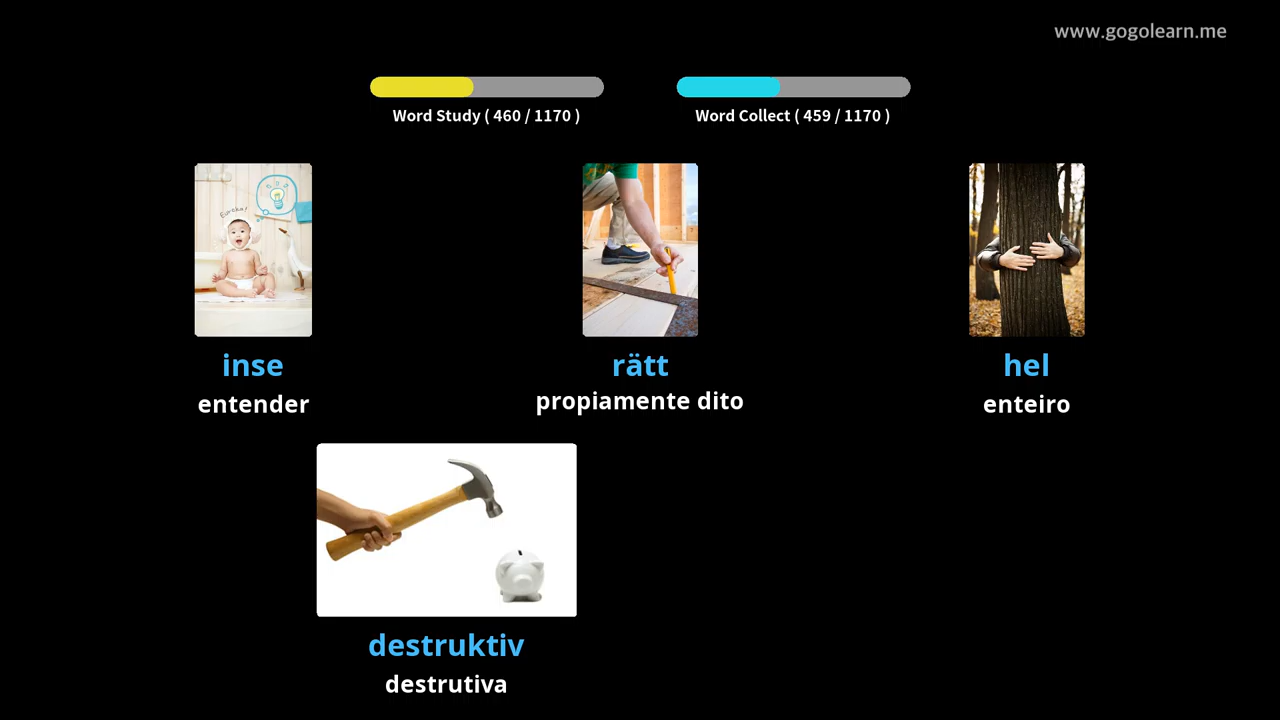 www.gogolearn.me
Word Study ( 460 / 1170 )
Word Collect ( 459 / 1170 )
Eureka!
inse
rätt
hel
entender
propiamente dito
enteiro
destruktiv
destrutiva